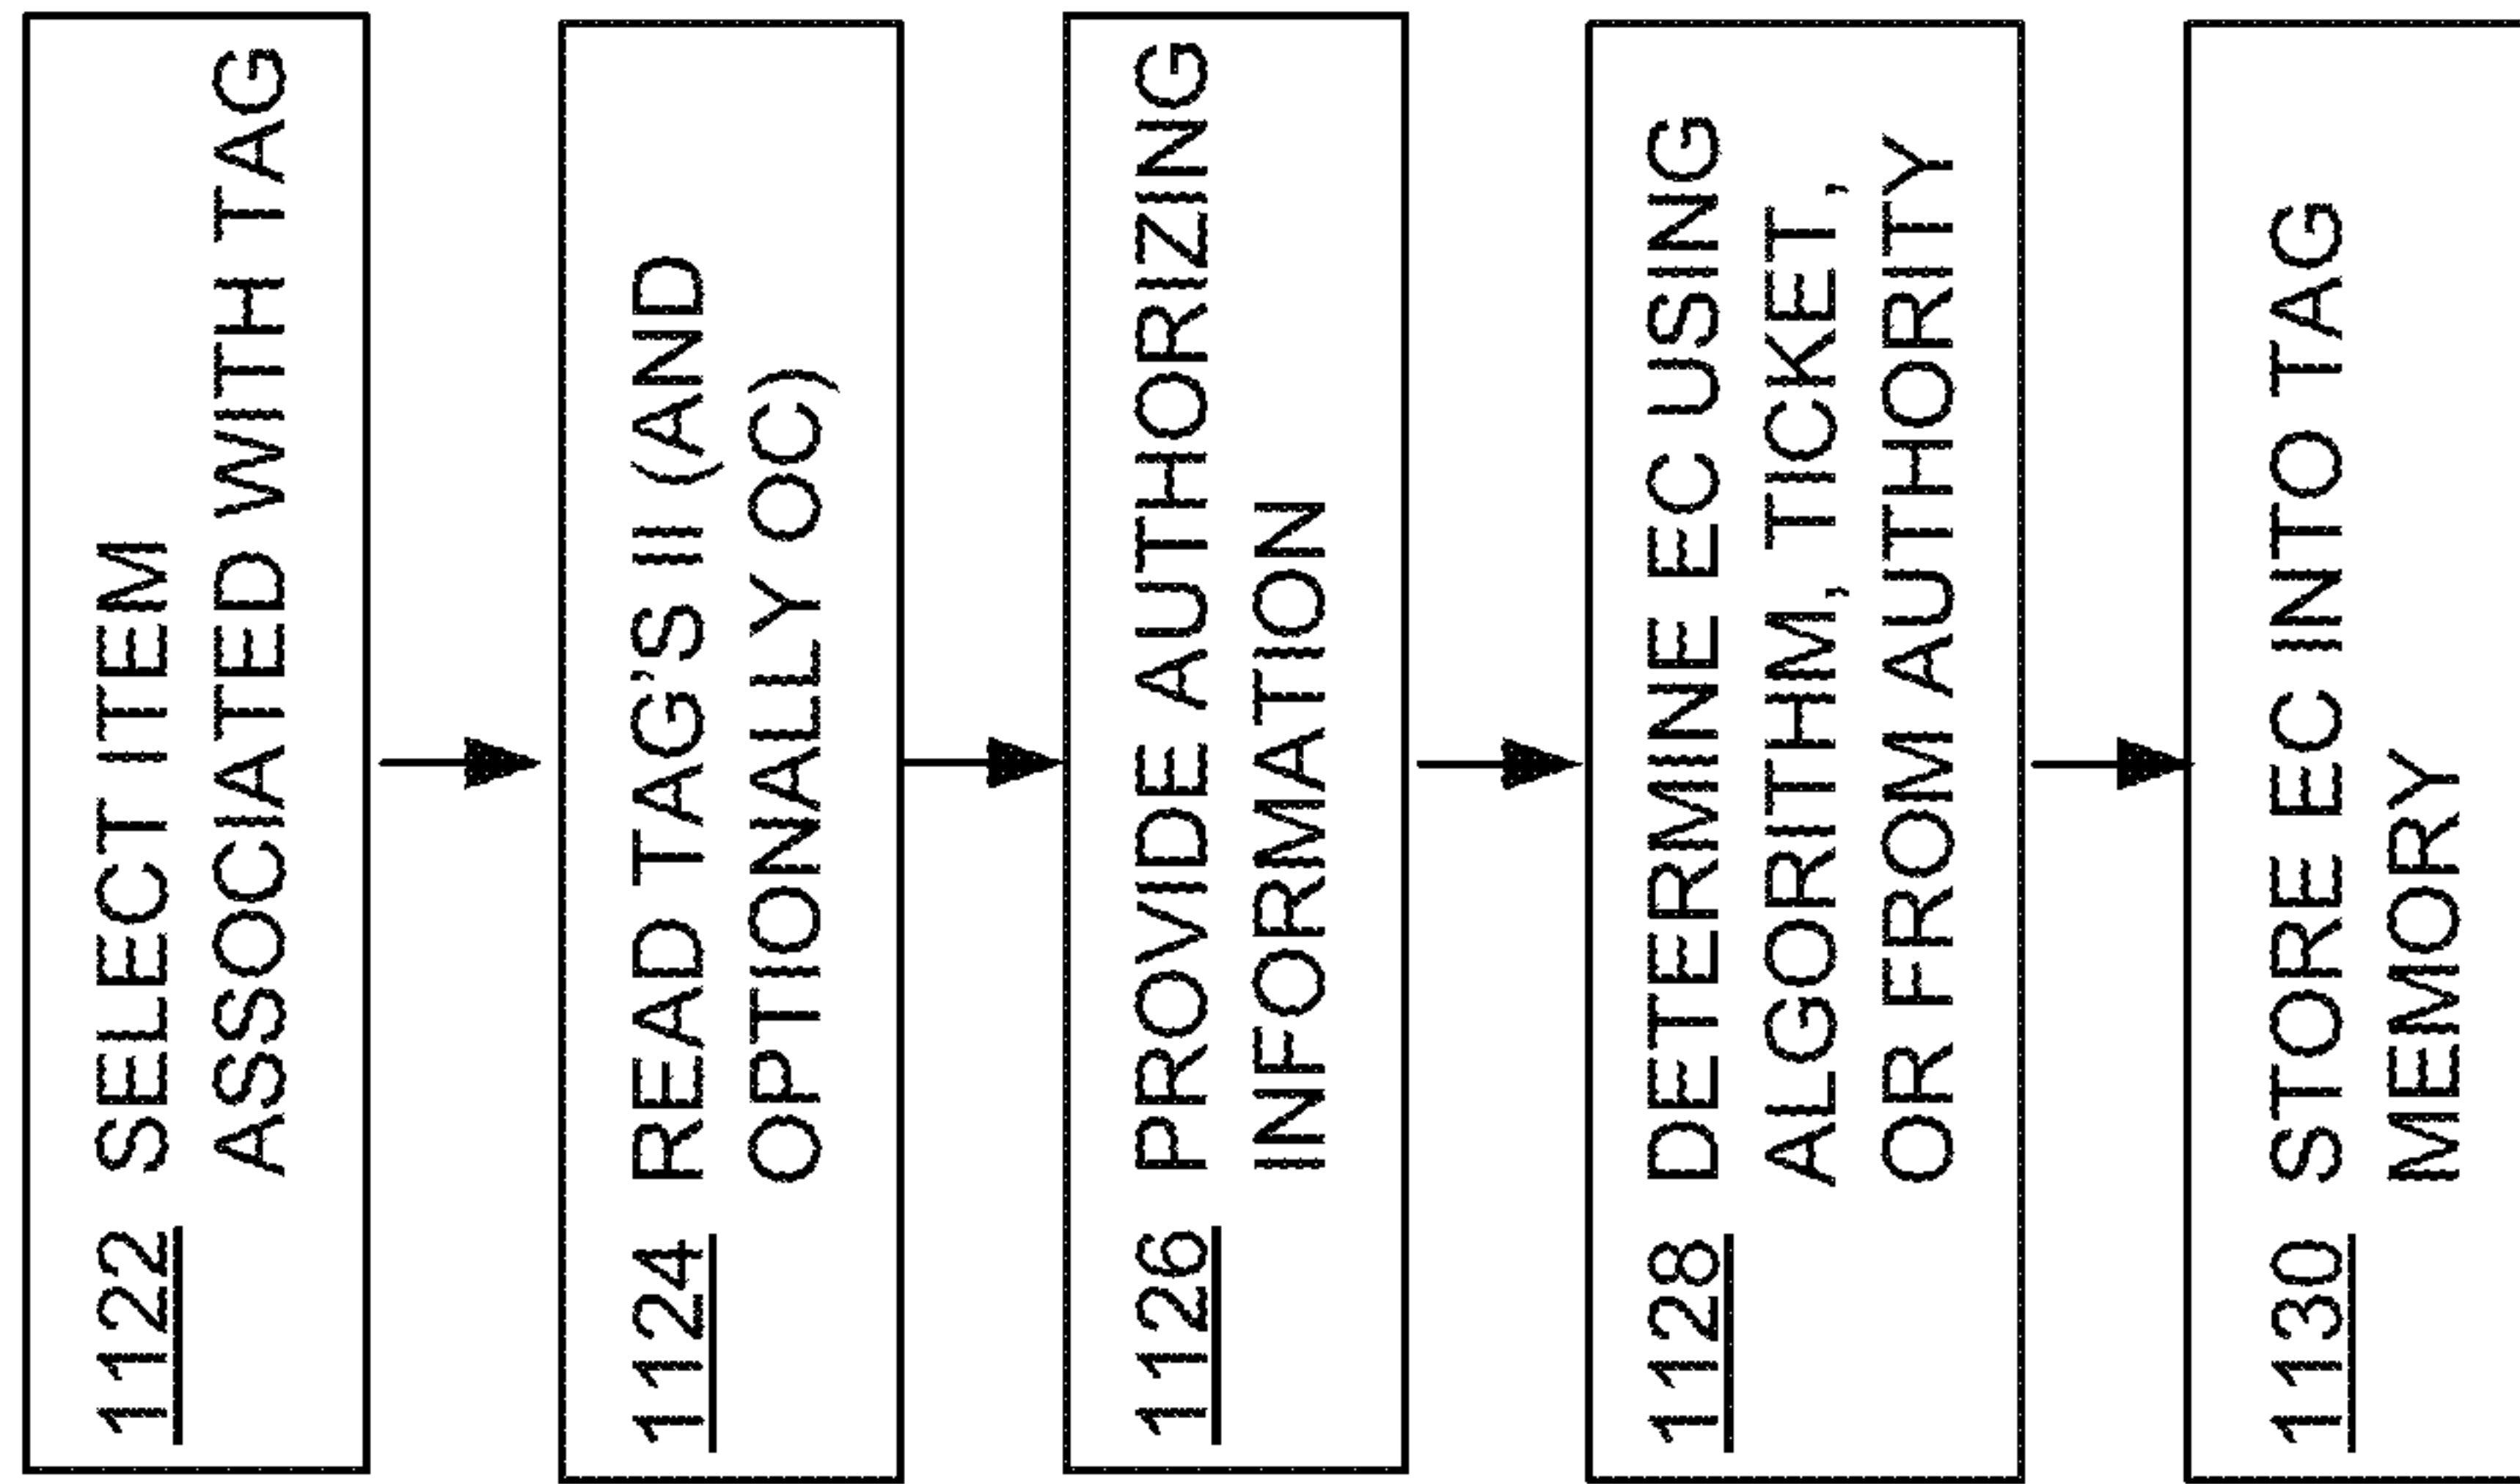 1122 SELECT ITEM
ASSOCIATED WITH TAG
1124 READ TAG'S II (AND
OPTIONALLY OC)
1126 PROVIDE AUTHORIZING
INFORMATION
1128 DETERMINE EC USING
ALGORITHM, TICKET,
OR FROM AUTHORITY
1130 STORE EC INTO TAG
MEMORY